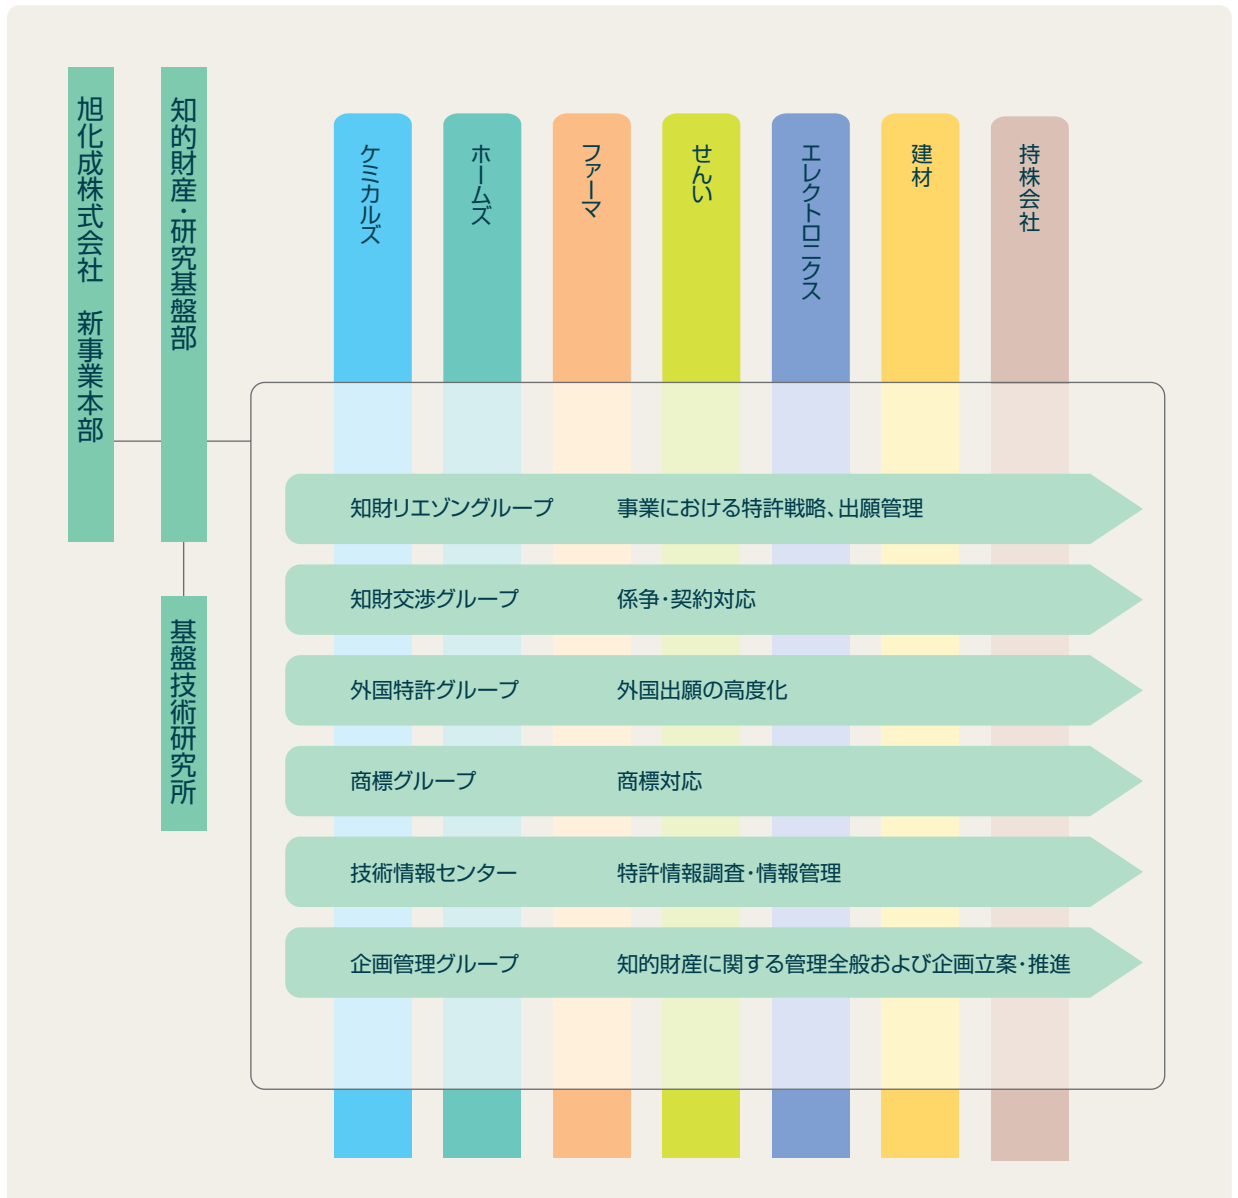 旭化成株式会社　新事業本部
知的財産・研究基盤部
基盤技術研究所
ケミカルズ
ホームズ
ファーマ
せんい
エレクトロニクス
建材
持株会社
知財リエゾングループ　事業における特許戦略、出願管理
知財交渉グループ　係争・契約対応
外国特許グループ　外国出願の高度化
商標グループ　商標対応
技術情報センター　特許情報調査・情報管理
企画管理グループ　知的財産に関する管理全般および企画立案・推進